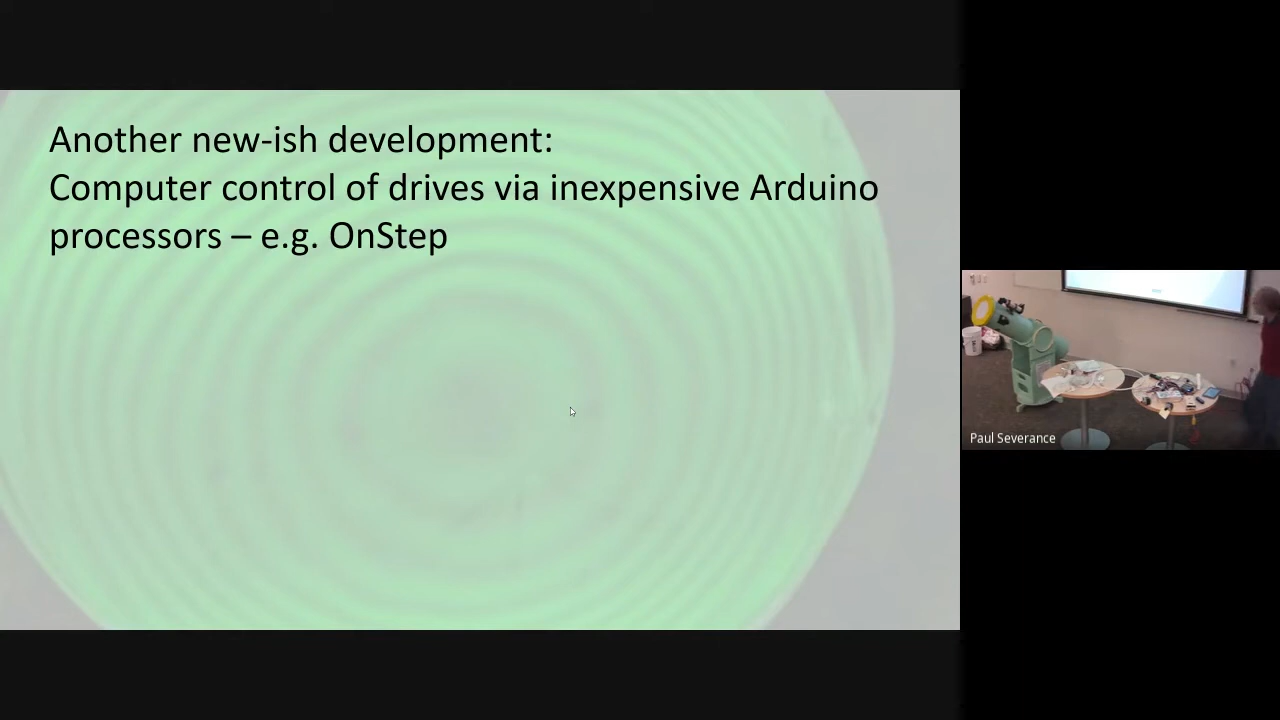 Another new-ish development:
Computer control of drives via inexpensive Arduino
processors – e.g. OnStep
Paul Severance